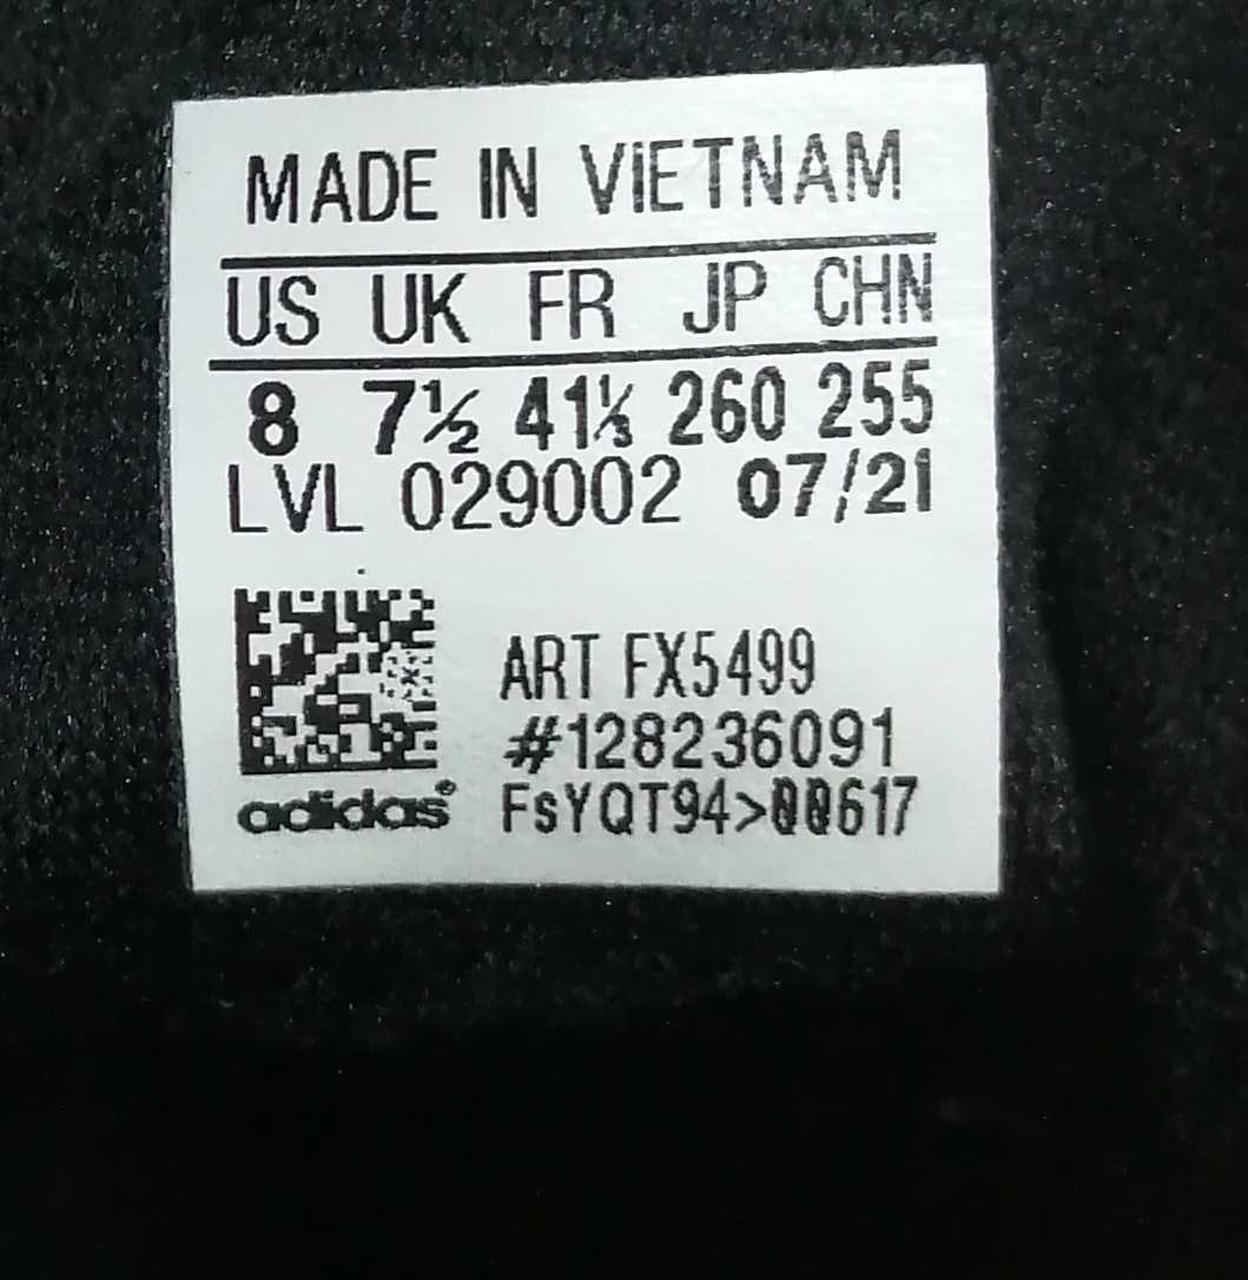 MADE IN VIETNAM
US UK FR JP CHN
8 7½ 41⅓ 260 255
LVL 029002 07/21
ART FX5499
#128236091
adidas® FsYQT94>00617